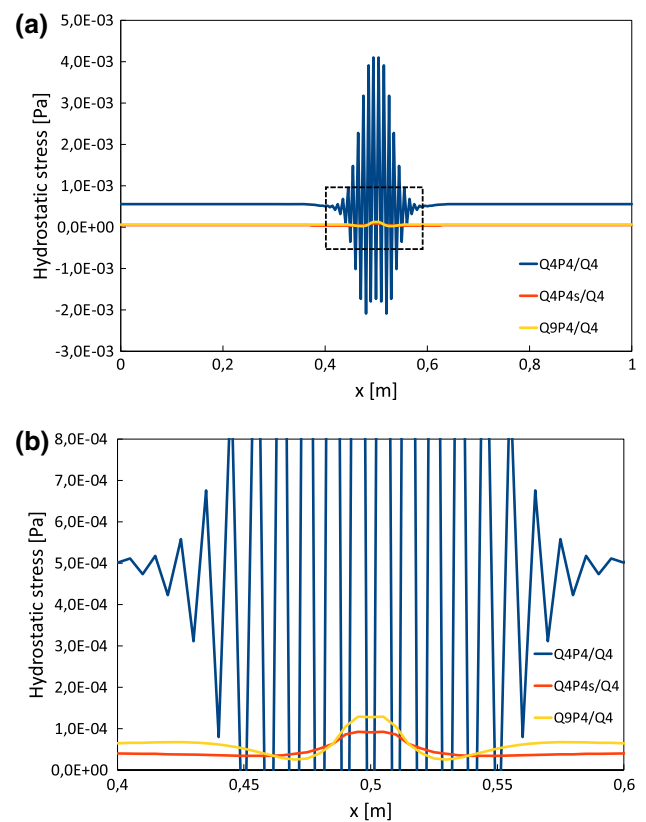 (a)
5,0E-03
4,0E-03
3,0E-03
2,0E-03
1,0E-03
0,0E+00
-1,0E-03
-2,0E-03
-3,0E-03
Hydrostatic stress [Pa]
Q4P4/Q4
Q4P4s/Q4
Q9P4/Q4
0 0,2 0,4 0,6 0,8 1
x [m]
(b)
8,0E-04
7,0E-04
6,0E-04
5,0E-04
4,0E-04
3,0E-04
2,0E-04
1,0E-04
0,0E+00
Hydrostatic stress [Pa]
Q4P4/Q4
Q4P4s/Q4
Q9P4/Q4
0,4 0,45 0,5 0,55 0,6
x [m]